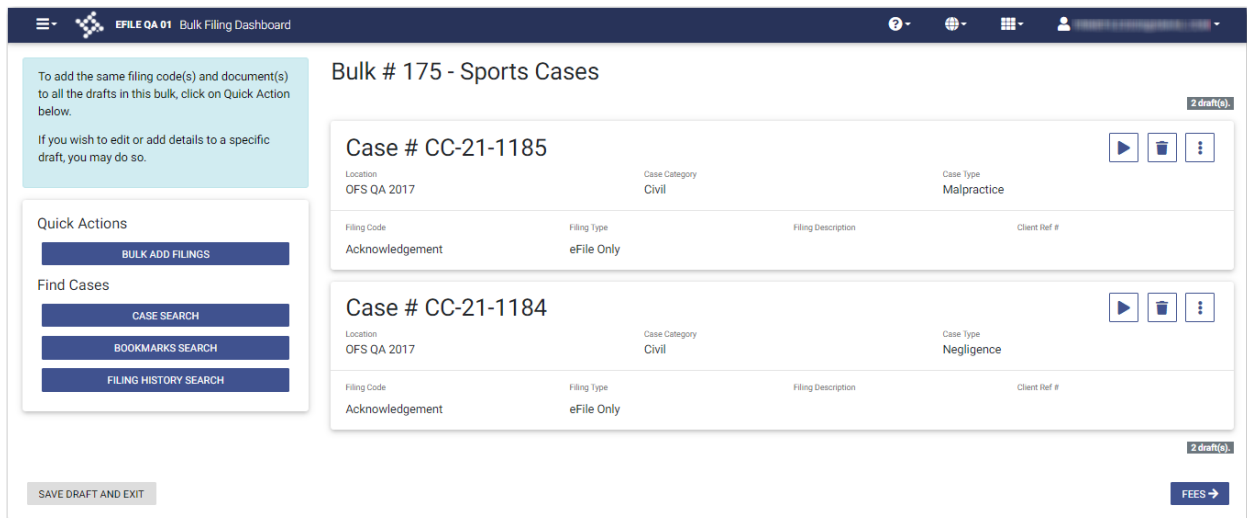 EFILE QA 01 Bulk Filing Dashboard
To add the same filing code(s) and document(s)
to all the drafts in this bulk, click on Quick Action
below.
If you wish to edit or add details to a specific
draft, you may do so.
Quick Actions
BULK ADD FILINGS
Find Cases
CASE SEARCH
BOOKMARKS SEARCH
FILING HISTORY SEARCH
Bulk # 175 - Sports Cases
2 draft(s).
Case # CC-21-1185
Location Case Category Case Type
OFS QA 2017 Civil Malpractice
Filing Code Filing Type Filing Description Client Ref #
Acknowledgement eFile Only
Case # CC-21-1184
Location Case Category Case Type
OFS QA 2017 Civil Negligence
Filing Code Filing Type Filing Description Client Ref #
Acknowledgement eFile Only
2 draft(s).
SAVE DRAFT AND EXIT
FEES